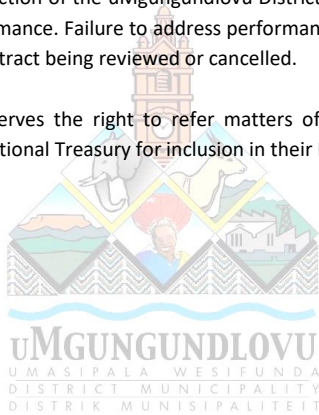 ction of the uMgungundlovu District
mance. Failure to address performan
tract being reviewed or cancelled.
erves the right to refer matters of
tional Treasury for inclusion in their
uMGUNGUNDLOVU
UMASIPALA WESIFUNDA
DISTRICT MUNICIPALITY
DISTRIK MUNISIPALITEIT